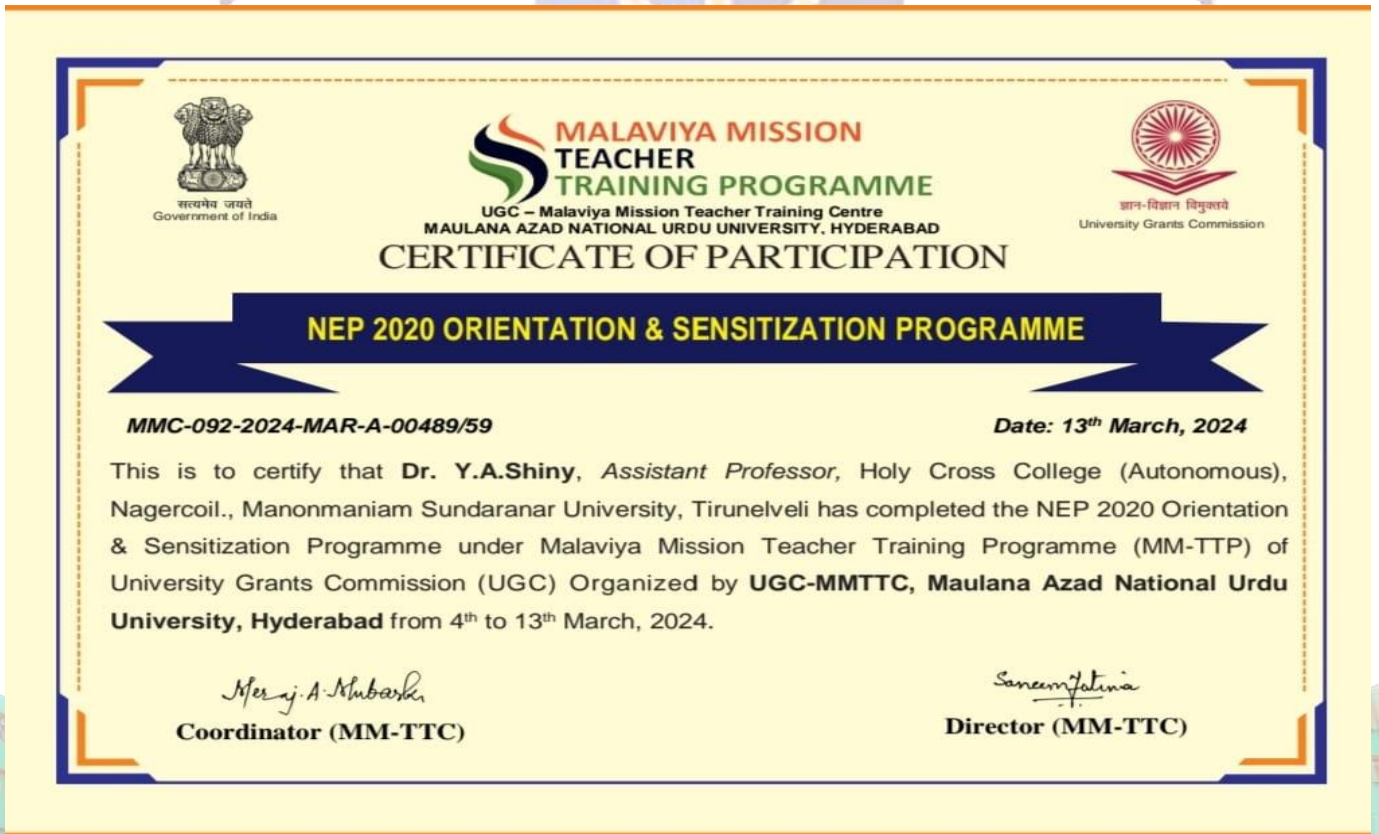 सत्यमेव जयते
Government of India
MALAVIYA MISSION
TEACHER
TRAINING PROGRAMME
UGC – Malaviya Mission Teacher Training Centre
MAULANA AZAD NATIONAL URDU UNIVERSITY, HYDERABAD
ज्ञान-विज्ञान विमुक्तये
University Grants Commission
CERTIFICATE OF PARTICIPATION
NEP 2020 ORIENTATION & SENSITIZATION PROGRAMME
MMC-092-2024-MAR-A-00489/59
Date: 13th March, 2024
This is to certify that Dr. Y.A.Shiny, Assistant Professor, Holy Cross College (Autonomous),
Nagercoil., Manonmaniam Sundaranar University, Tirunelveli has completed the NEP 2020 Orientation
& Sensitization Programme under Malaviya Mission Teacher Training Programme (MM-TTP) of
University Grants Commission (UGC) Organized by UGC-MMTTC, Maulana Azad National Urdu
University, Hyderabad from 4th to 13th March, 2024.
Meraj.A.Mubarki
Saneem Fatima
Coordinator (MM-TTC)
Director (MM-TTC)